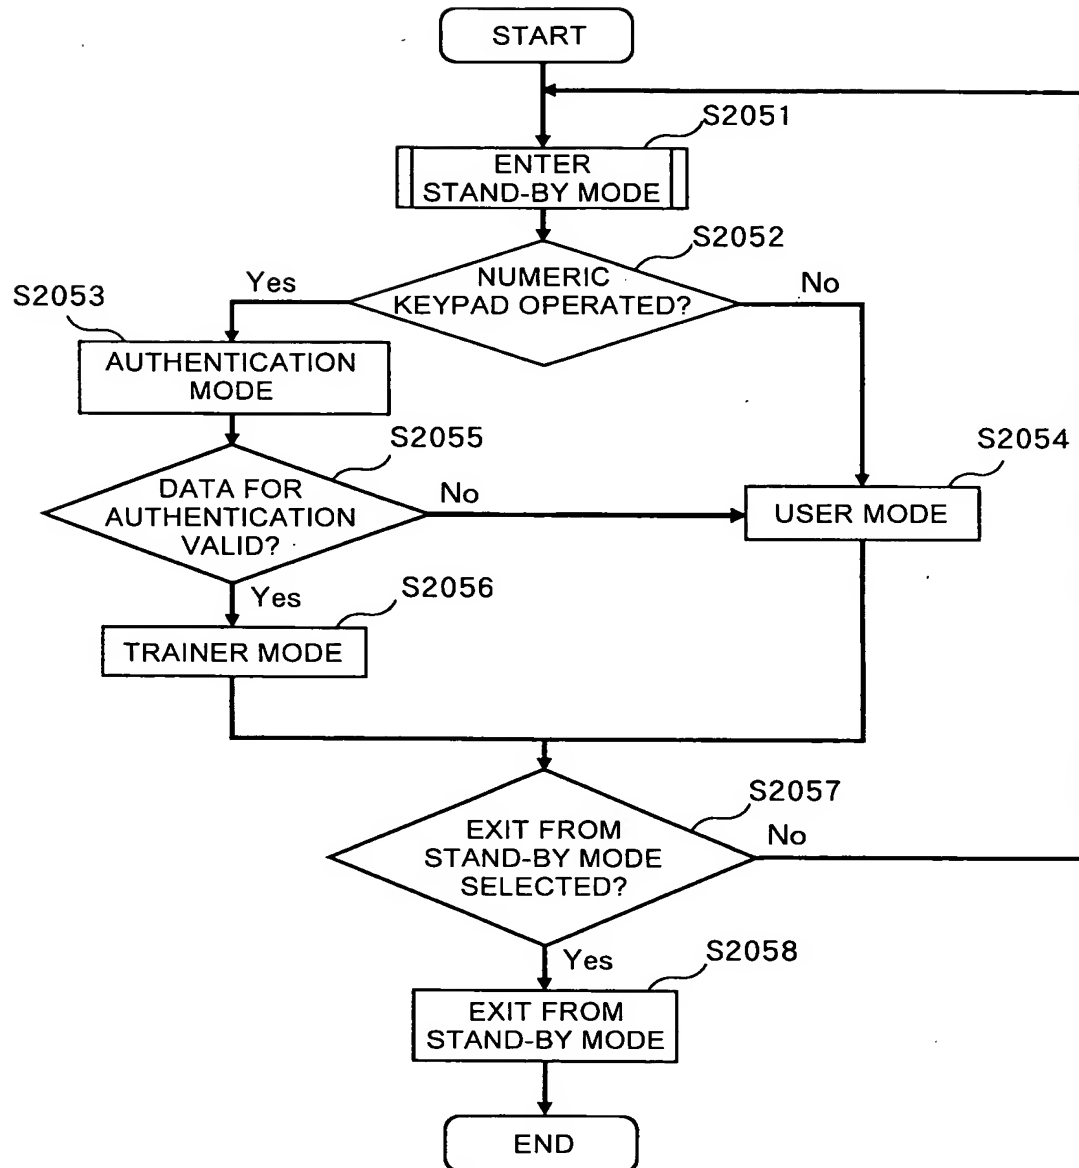 START
S2051
ENTER
STAND-BY MODE
S2052
NUMERIC
KEYPAD OPERATED?
Yes
No
S2053
AUTHENTICATION
MODE
S2055
S2054
DATA FOR
AUTHENTICATION
VALID?
No
USER MODE
Yes
S2056
TRAINER MODE
S2057
EXIT FROM
STAND-BY MODE
SELECTED?
No
Yes
S2058
EXIT FROM
STAND-BY MODE
END